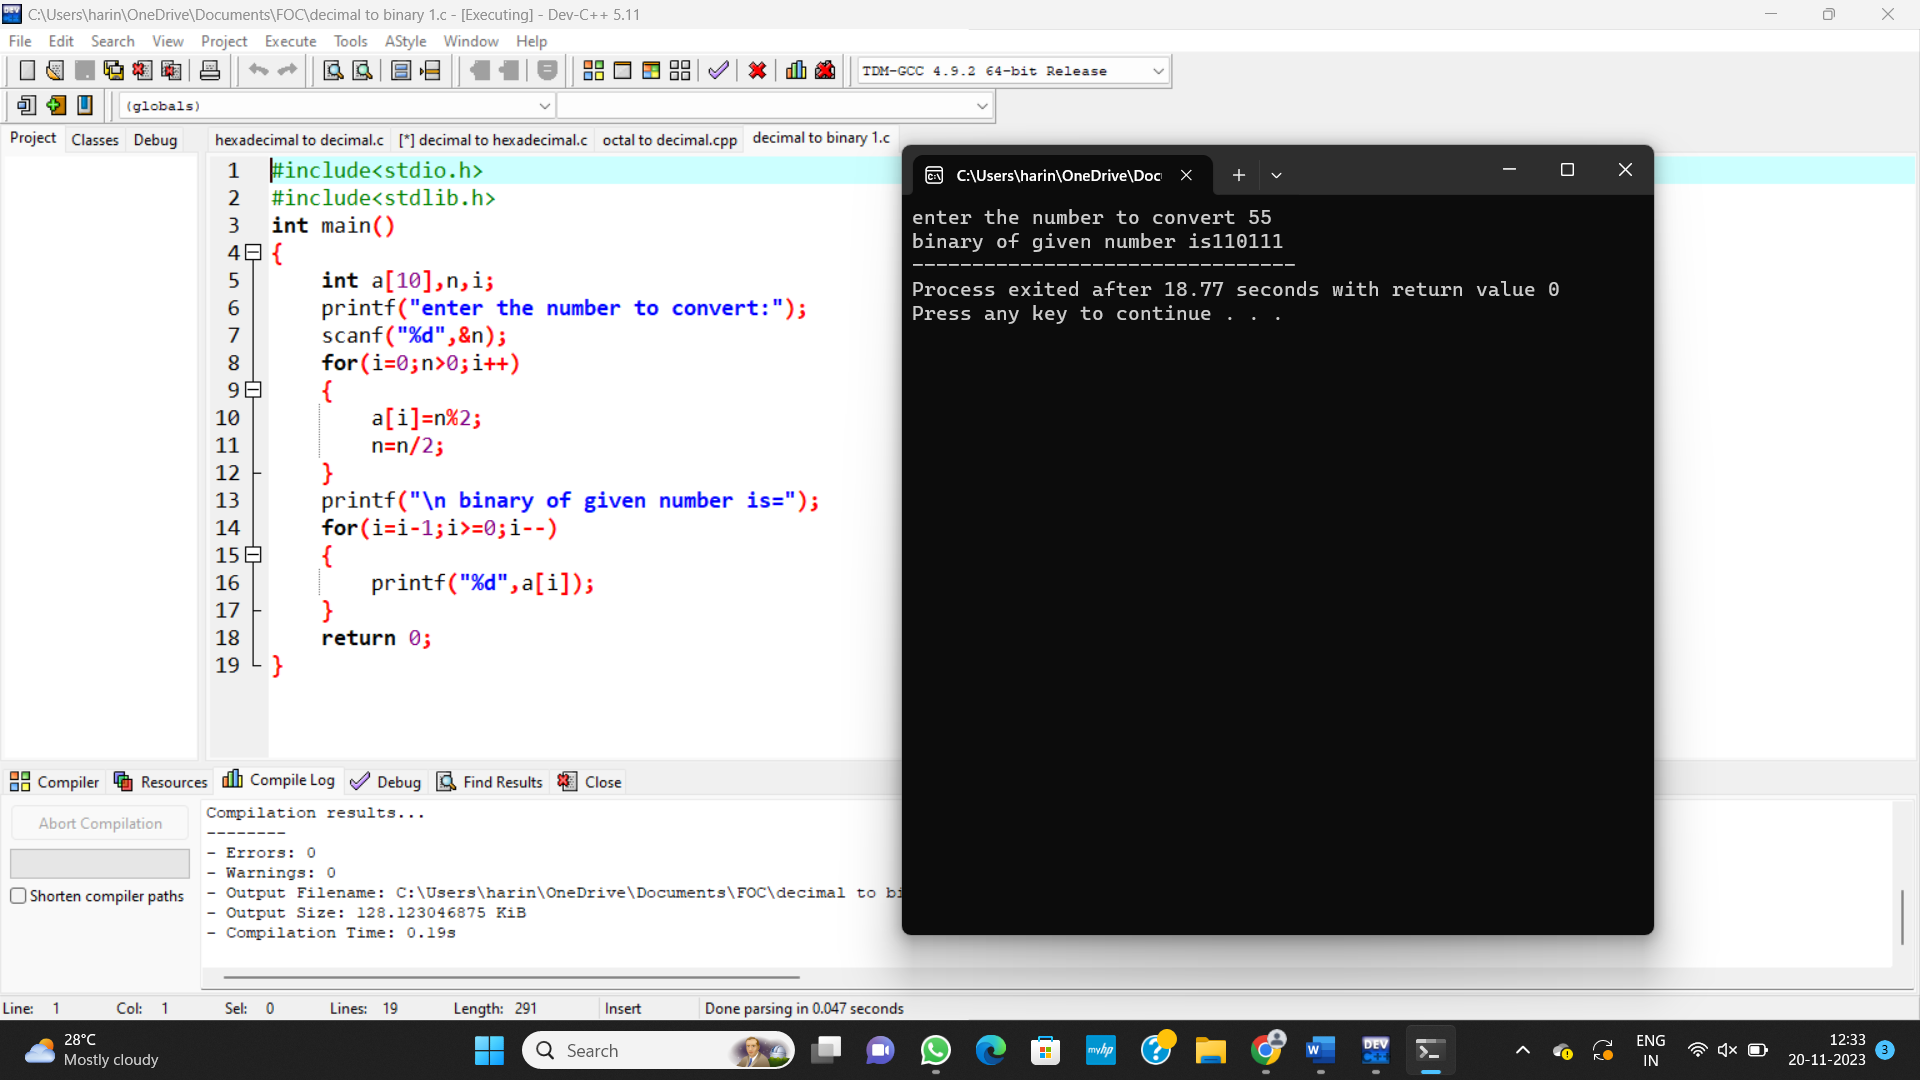 C:\Users\harin\OneDrive\Documents\FOC\decimal to binary 1.c - [Executing] - Dev-C++ 5.11
File Edit Search View Project Execute Tools AStyle Window Help
TDM-GCC 4.9.2 64-bit Release
(globals)
Project Classes Debug
hexadecimal to decimal.c [*] decimal to hexadecimal.c octal to decimal.cpp decimal to binary 1.c
1 #include<stdio.h>
2 #include<stdlib.h>
3 int main()
4 {
5 int a[10],n,i;
6 printf("enter the number to convert:");
7 scanf("%d",&n);
8 for(i=0;n>0;i++)
9 {
10 a[i]=n%2;
11 n=n/2;
12 }
13 printf("\n binary of given number is=");
14 for(i=i-1;i>=0;i--)
15 {
16 printf("%d",a[i]);
17 }
18 return 0;
19 }
C:\Users\harin\OneDrive\Doc
enter the number to convert 55
binary of given number is110111
--------------------------------
Process exited after 18.77 seconds with return value 0
Press any key to continue . . .
Compiler Resources Compile Log Debug Find Results Close
Abort Compilation
Shorten compiler paths
Compilation results...
--------
- Errors: 0
- Warnings: 0
- Output Filename: C:\Users\harin\OneDrive\Documents\FOC\decimal to bi
- Output Size: 128.123046875 KiB
- Compilation Time: 0.19s
Line: 1 Col: 1 Sel: 0 Lines: 19 Length: 291 Insert Done parsing in 0.047 seconds
28°C
Mostly cloudy
Search
myhp
W
DEV
C++
ENG
IN
12:33
20-11-2023
3